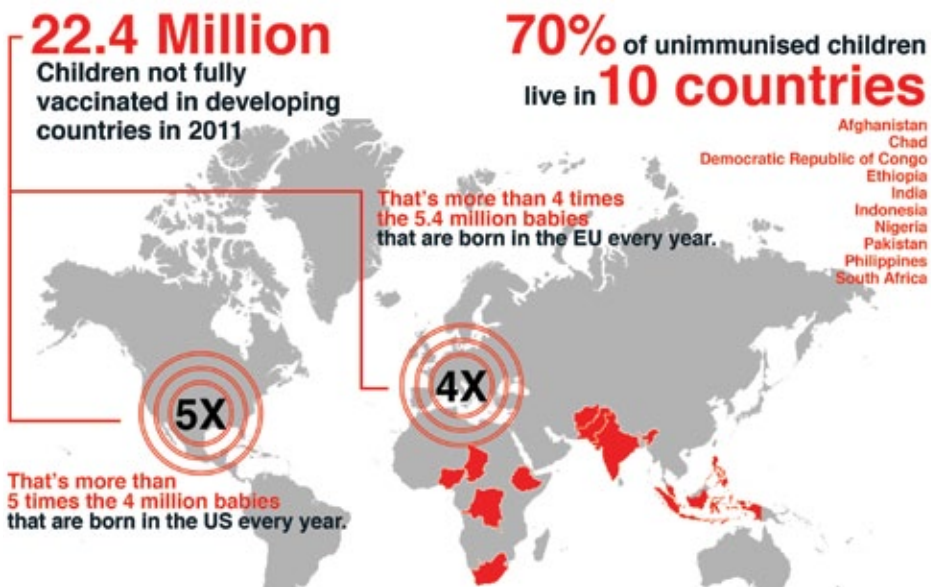 22.4 Million
Children not fully
vaccinated in developing
countries in 2011
70% of unimmunised children
live in 10 countries
Afghanistan
Chad
Democratic Republic of Congo
Ethiopia
India
Indonesia
Nigeria
Pakistan
Philippines
South Africa
That's more than 4 times
the 5.4 million babies
that are born in the EU every year.
4X
5X
That's more than
5 times the 4 million babies
that are born in the US every year.